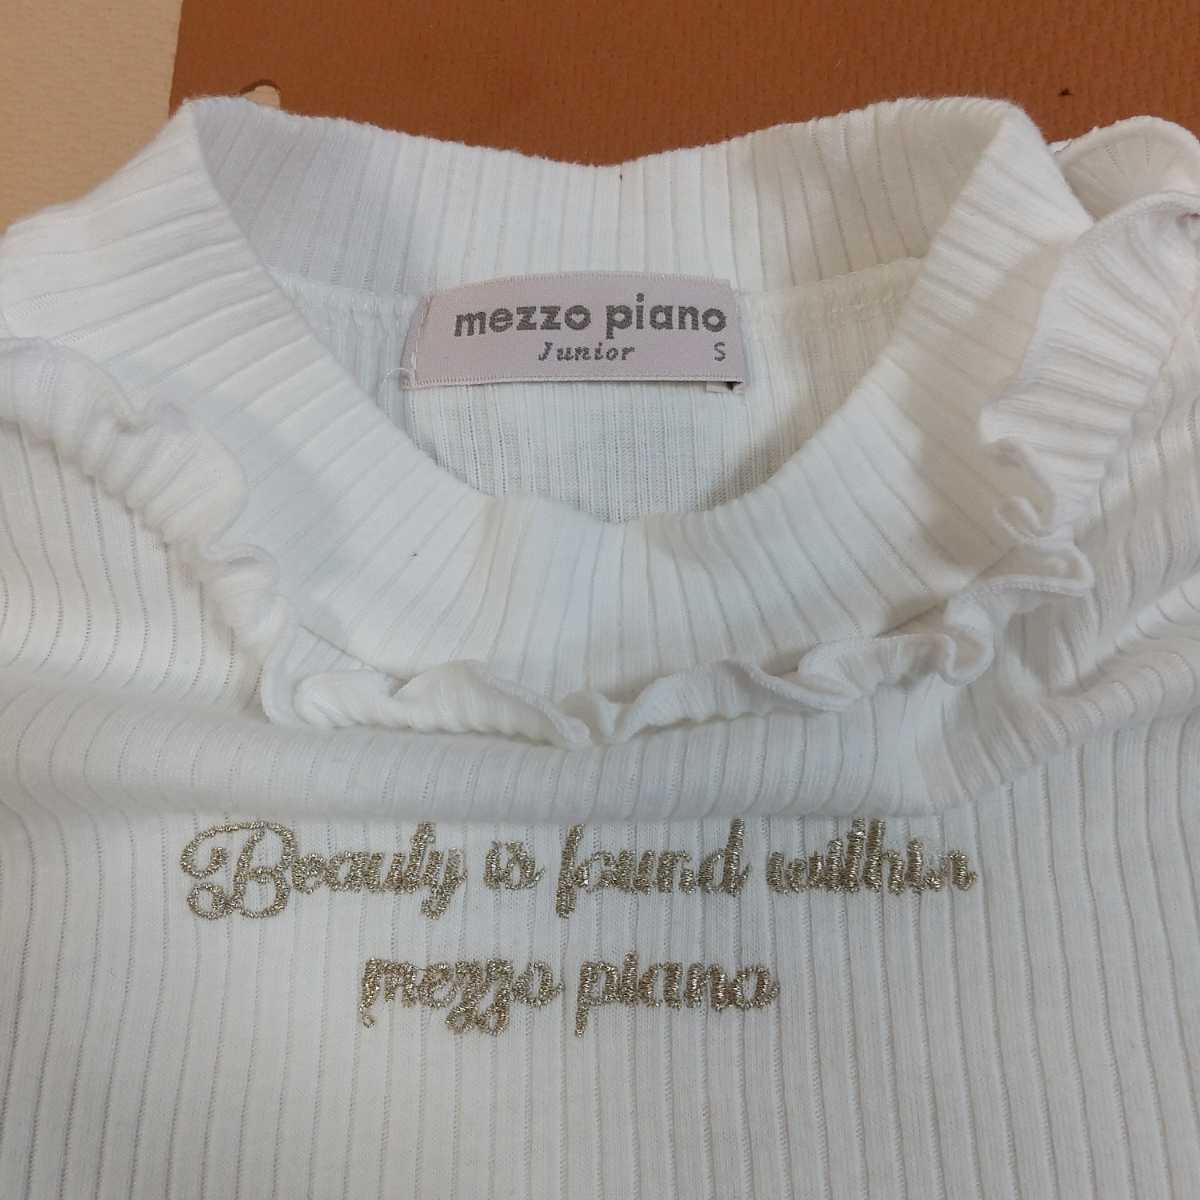 mezzo piano
Junior S
Beauty is found within
mezzo piano